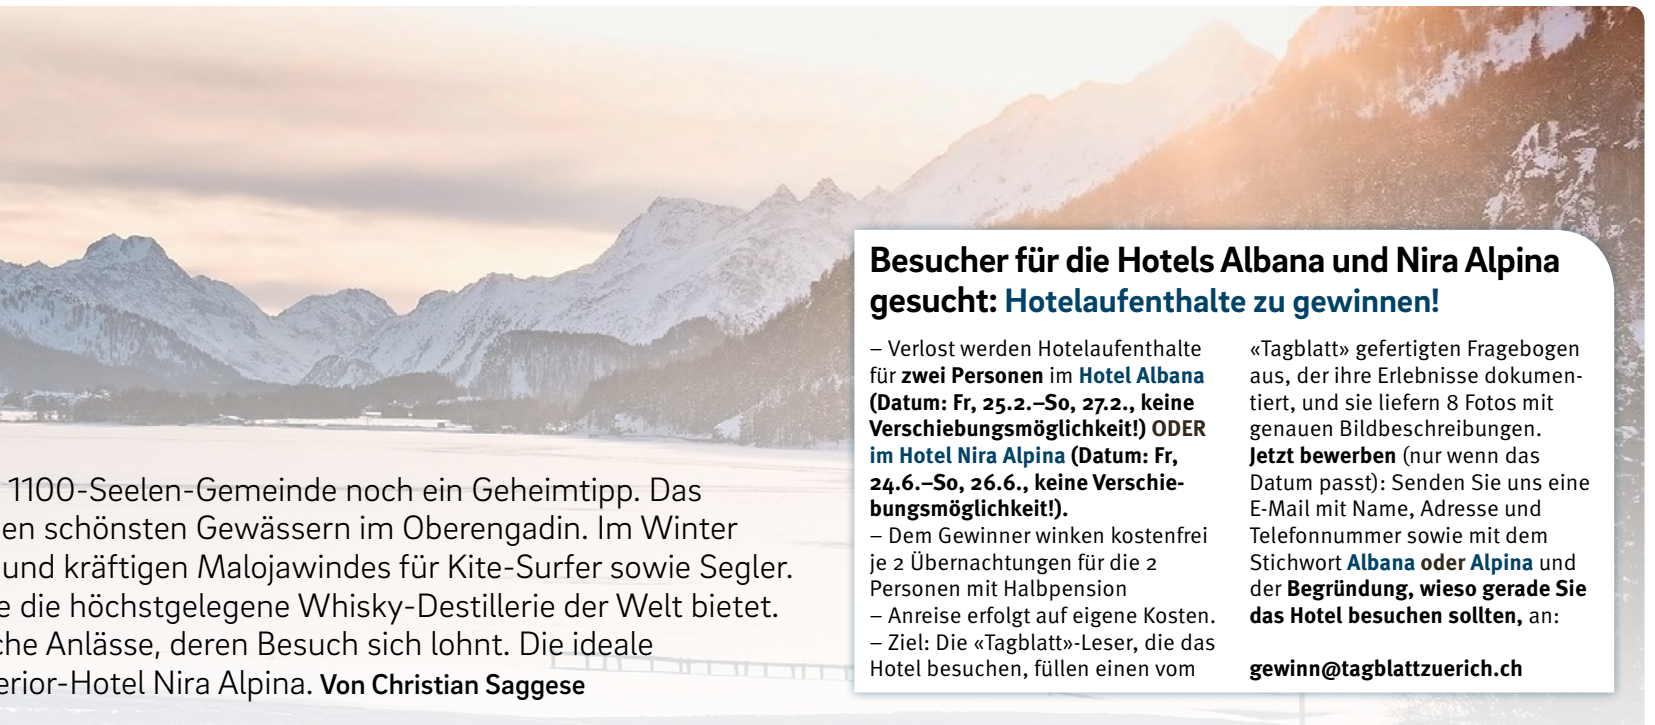 1100-Seelen-Gemeinde noch ein Geheimtipp. Das
en schönsten Gewässern im Oberengadin. Im Winter
und kräftigen Malojawindes für Kite-Surfer sowie Segler.
e die höchstgelegene Whisky-Destillerie der Welt bietet.
che Anlässe, deren Besuch sich lohnt. Die ideale
erior-Hotel Nira Alpina. Von Christian Saggese
Besucher für die Hotels Albana und Nira Alpina
gesucht: Hotelaufenthalte zu gewinnen!
– Verlost werden Hotelaufenthalte
für zwei Personen im Hotel Albana
(Datum: Fr, 25.2.–So, 27.2., keine
Verschiebungsmöglichkeit!) ODER
im Hotel Nira Alpina (Datum: Fr,
24.6.–So, 26.6., keine Verschie-
bungsmöglichkeit!).
– Dem Gewinner winken kostenfrei
je 2 Übernachtungen für die 2
Personen mit Halbpension
– Anreise erfolgt auf eigene Kosten.
– Ziel: Die «Tagblatt»-Leser, die das
Hotel besuchen, füllen einen vom
«Tagblatt» gefertigten Fragebogen
aus, der ihre Erlebnisse dokumen-
tiert, und sie liefern 8 Fotos mit
genauen Bildbeschreibungen.
Jetzt bewerben (nur wenn das
Datum passt): Senden Sie uns eine
E-Mail mit Name, Adresse und
Telefonnummer sowie mit dem
Stichwort Albana oder Alpina und
der Begründung, wieso gerade Sie
das Hotel besuchen sollten, an:
gewinn@tagblattzuerich.ch